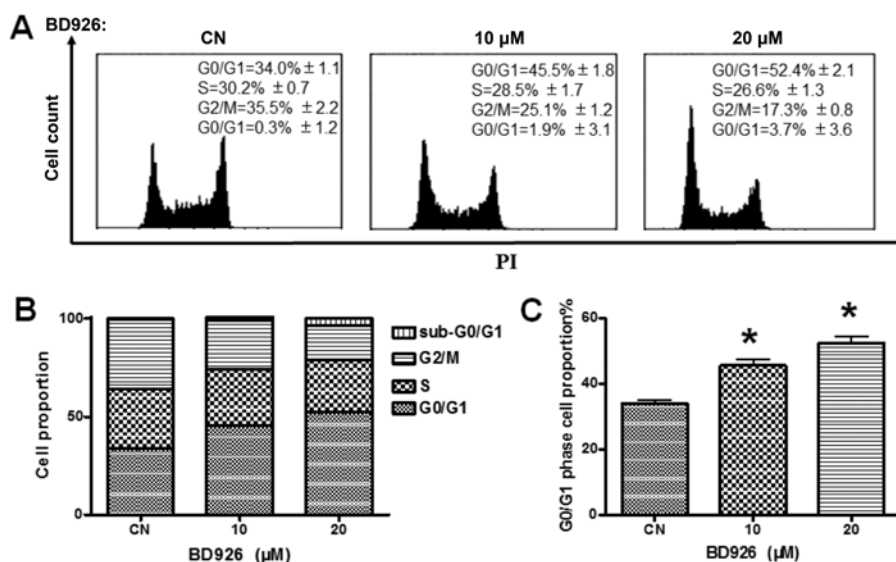 A
BD926:
CN
10 µM
20 µM
G0/G1=34.0% ± 1.1
S=30.2% ± 0.7
G2/M=35.5% ± 2.2
G0/G1=0.3% ± 1.2
G0/G1=45.5% ± 1.8
S=28.5% ± 1.7
G2/M=25.1% ± 1.2
G0/G1=1.9% ± 3.1
G0/G1=52.4% ± 2.1
S=26.6% ± 1.3
G2/M=17.3% ± 0.8
G0/G1=3.7% ± 3.6
Cell count
PI
B
100
50
0
Cell proportion
CN
10
20
BD926 (µM)
sub-G0/G1
G2/M
S
G0/G1
C
60
40
20
0
G0/G1 phase cell proportion%
*
*
CN
10
20
BD926 (µM)